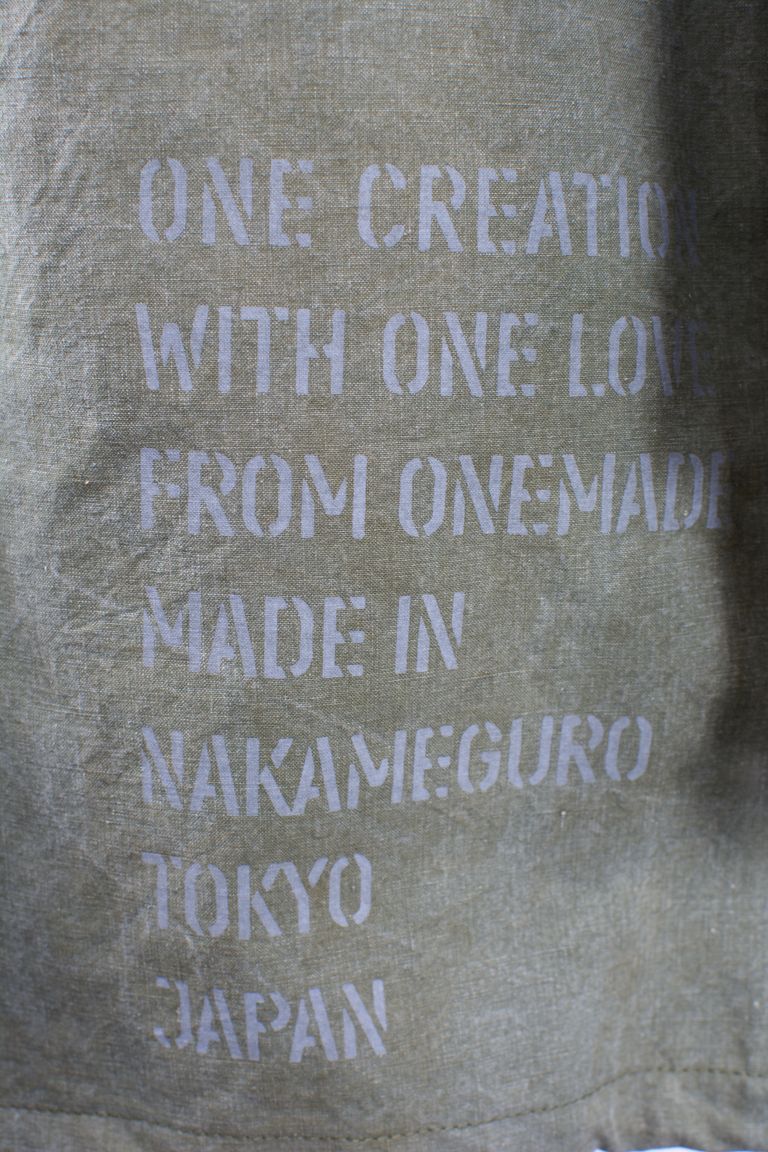 ONE CREATION
WITH ONE LOVE
FROM ONEMADE
MADE IN
NAKAMEGURO
TOKYO
JAPAN